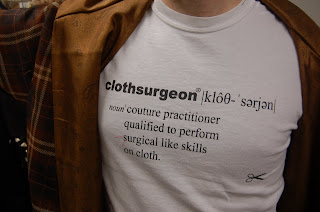 clothsurgeon® |klôθ-ˈsərjən|
noun couture practitioner
qualified to perform
surgical like skills
on cloth.